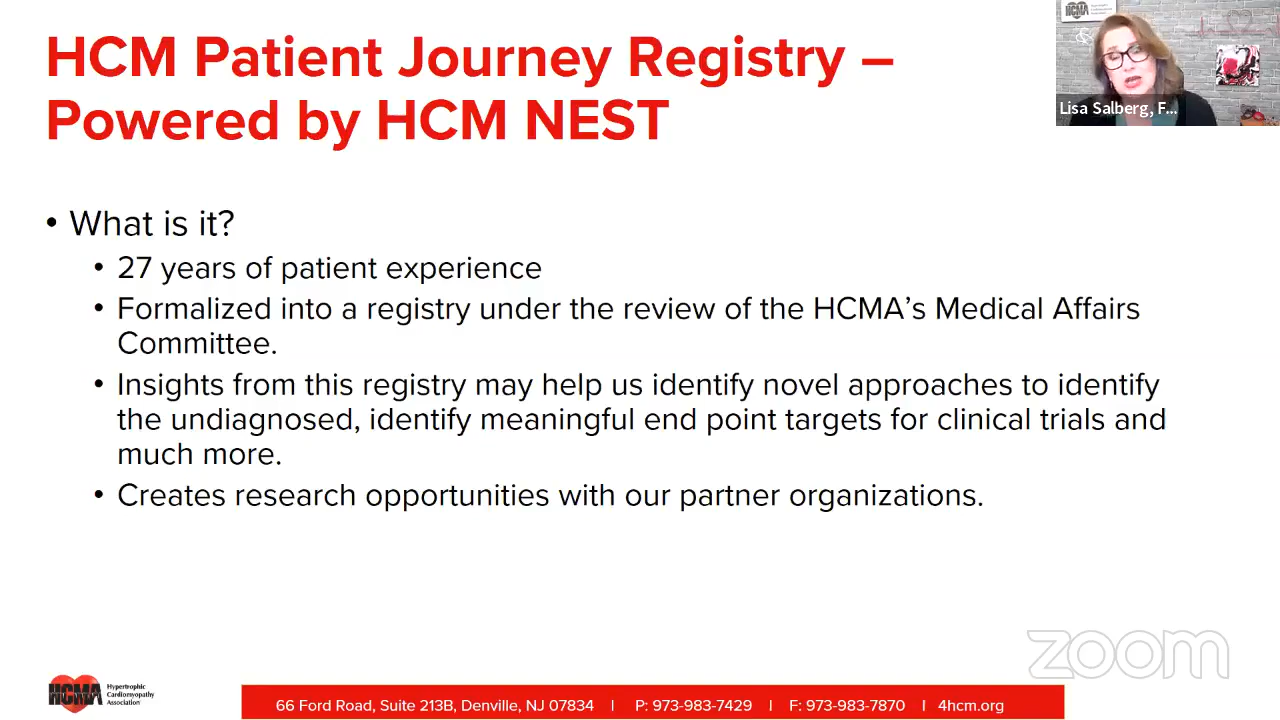 HCM Patient Journey Registry –
Powered by HCM NEST
HCMA
Lisa Salberg, F...
• What is it?
• 27 years of patient experience
• Formalized into a registry under the review of the HCMA's Medical Affairs
Committee.
• Insights from this registry may help us identify novel approaches to identify
the undiagnosed, identify meaningful end point targets for clinical trials and
much more.
• Creates research opportunities with our partner organizations.
zoom
HCMA
Hypertrophic
Cardiomyopathy
Association
66 Ford Road, Suite 213B, Denville, NJ 07834 | P: 973-983-7429 | F: 973-983-7870 | 4hcm.org